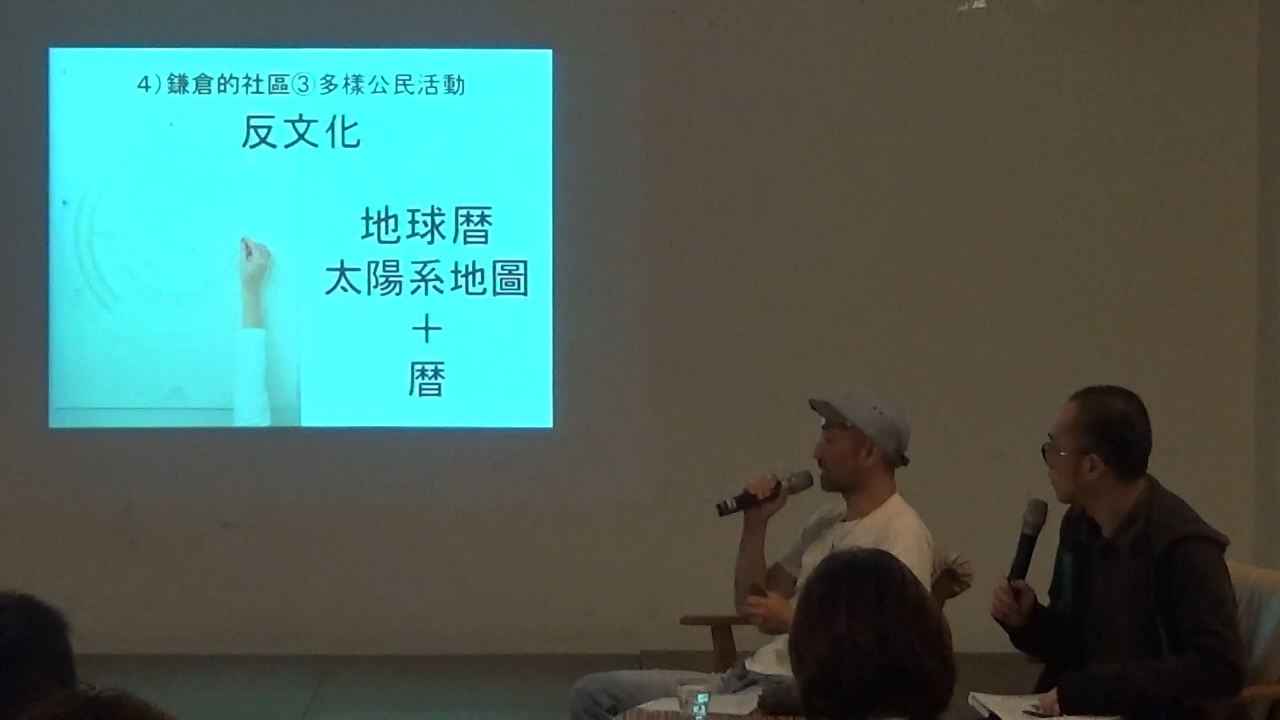 4)鎌倉的社區③多樣公民活動
反文化
地球暦
太陽系地圖
＋
暦